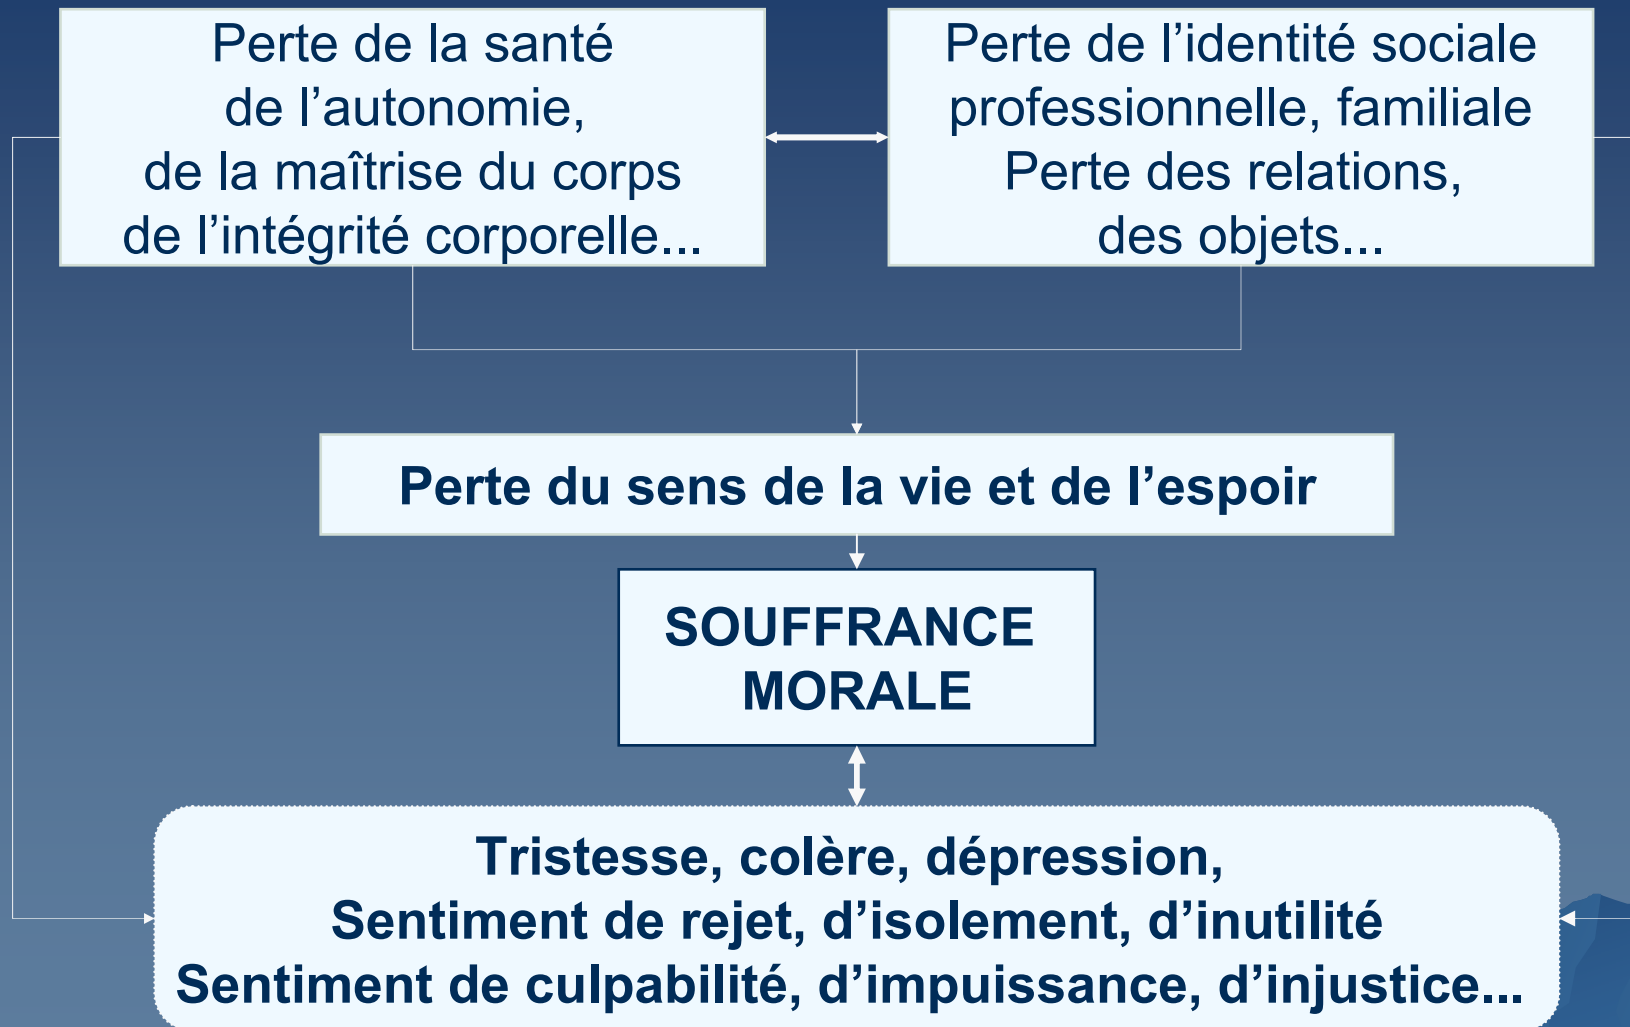 Perte de la santé
de l’autonomie,
de la maîtrise du corps
de l’intégrité corporelle...
Perte de l’identité sociale
professionnelle, familiale
Perte des relations,
des objets...
Perte du sens de la vie et de l’espoir
SOUFFRANCE
MORALE
Tristesse, colère, dépression,
Sentiment de rejet, d’isolement, d’inutilité
Sentiment de culpabilité, d’impuissance, d’injustice...